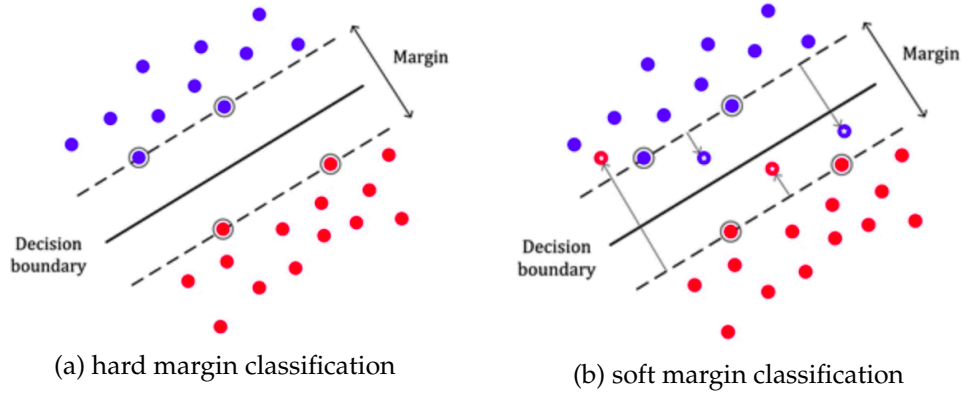 Margin
Decision
boundary
(a) hard margin classification
Margin
Decision
boundary
(b) soft margin classification